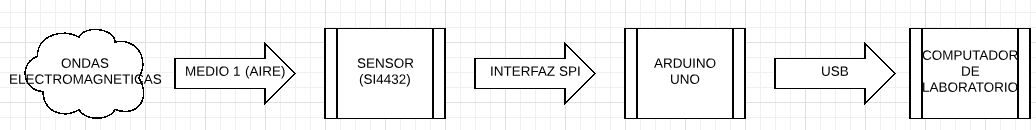 ONDAS
ELECTROMAGNETICAS
MEDIO 1 (AIRE)
SENSOR
(SI4432)
INTERFAZ SPI
ARDUINO
UNO
USB
COMPUTADOR
DE
LABORATORIO